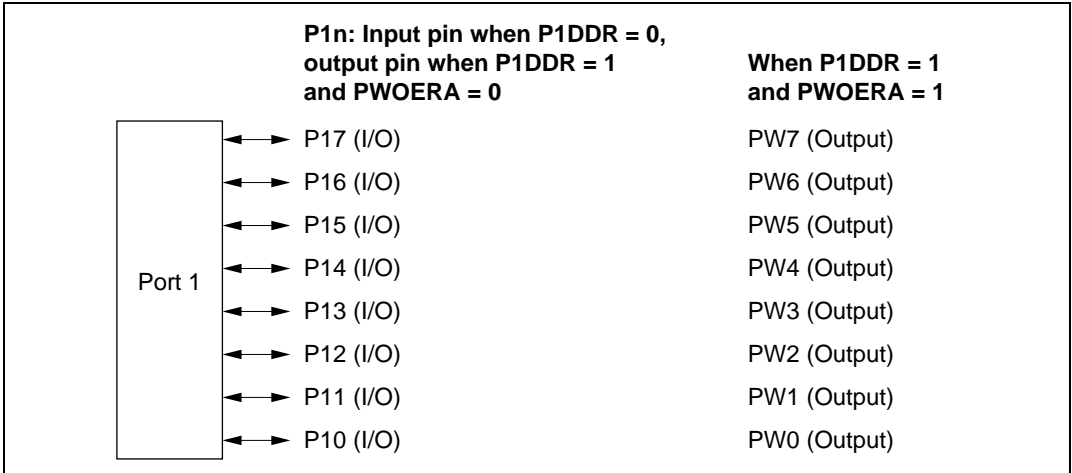 P1n: Input pin when P1DDR = 0,
output pin when P1DDR = 1
and PWOERA = 0
When P1DDR = 1
and PWOERA = 1
Port 1
P17 (I/O) PW7 (Output)
P16 (I/O) PW6 (Output)
P15 (I/O) PW5 (Output)
P14 (I/O) PW4 (Output)
P13 (I/O) PW3 (Output)
P12 (I/O) PW2 (Output)
P11 (I/O) PW1 (Output)
P10 (I/O) PW0 (Output)